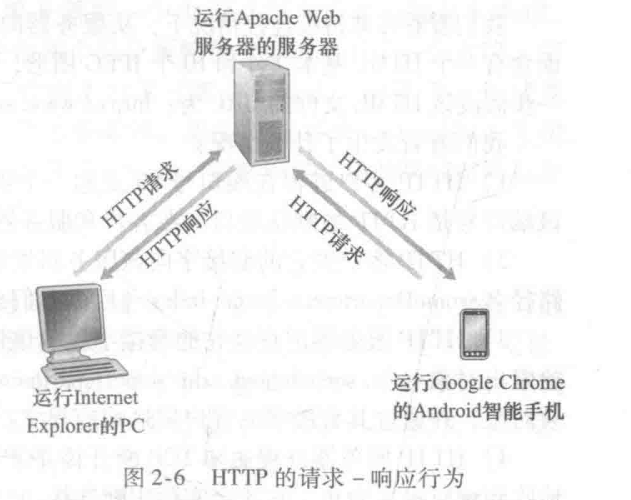 运行Apache Web
服务器的服务器
HTTP请求
HTTP响应
HTTP响应
HTTP请求
运行Internet
Explorer的PC
运行Google Chrome
的Android智能手机
图 2-6 HTTP 的请求 – 响应行为